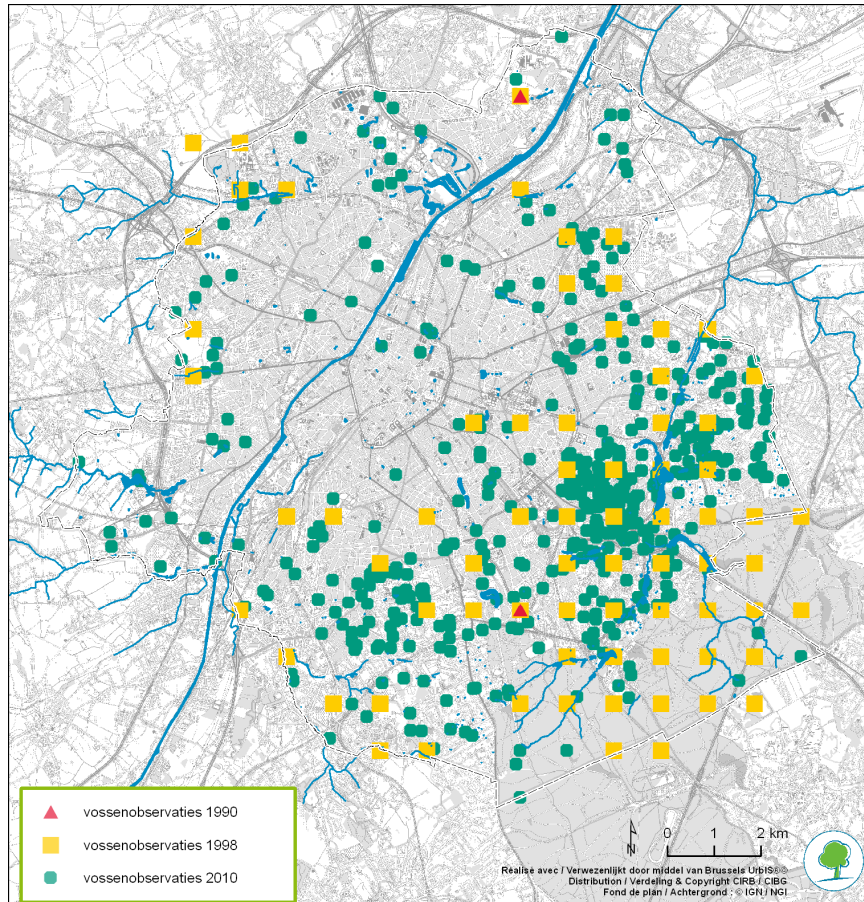 vossenobservaties 1990
vossenobservaties 1998
vossenobservaties 2010
N
0 1 2 km
Réalisé avec / Verwezenlijkt door middel van Brussels UrbIS®©
Distribution / Verdeling & Copyright CIRB / CIBG
Fond de plan / Achtergrond : © IGN / NGI